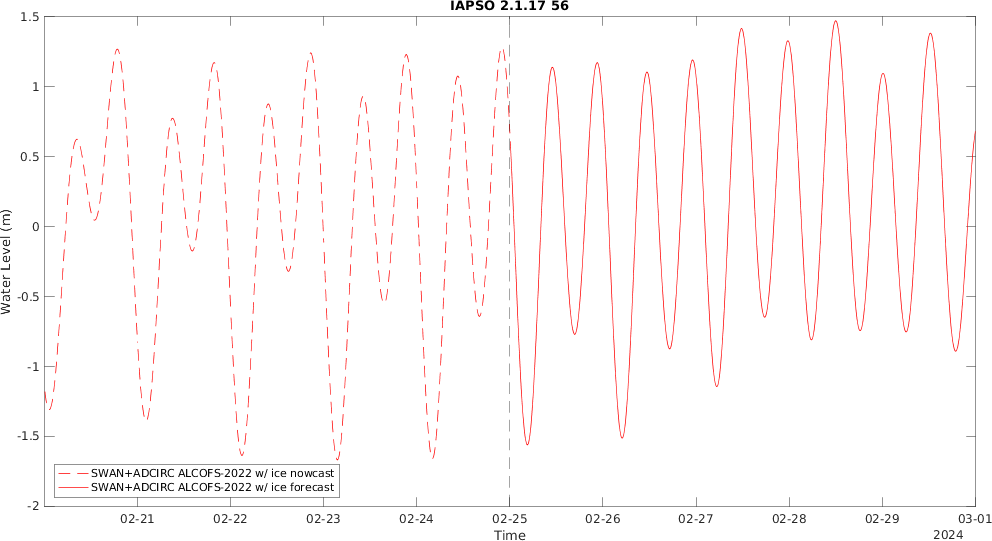 IAPSO 2.1.17 56
1.5
1
0.5
0
-0.5
-1
-1.5
-2
Water Level (m)
SWAN+ADCIRC ALCOFS-2022 w/ ice nowcast
SWAN+ADCIRC ALCOFS-2022 w/ ice forecast
02-21 02-22 02-23 02-24 02-25 02-26 02-27 02-28 02-29 03-01
Time
2024